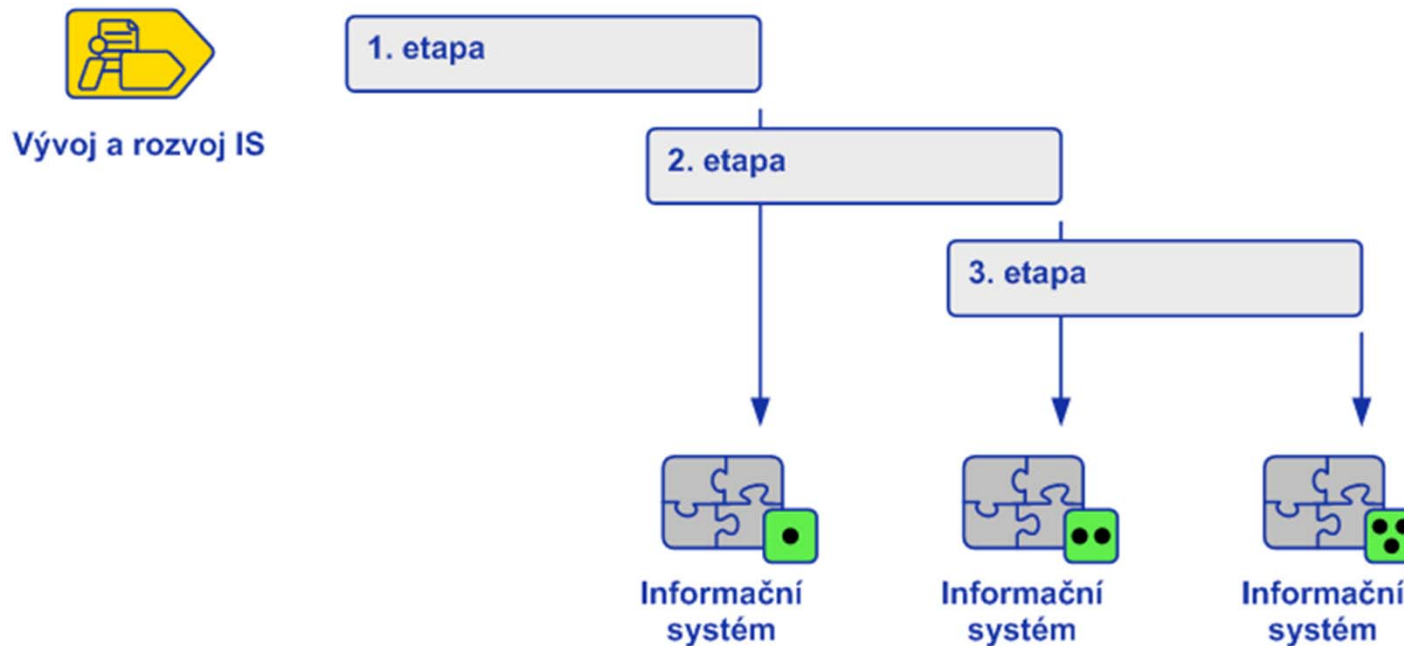 1. etapa
Vývoj a rozvoj IS
2. etapa
3. etapa
Informační
systém
Informační
systém
Informační
systém